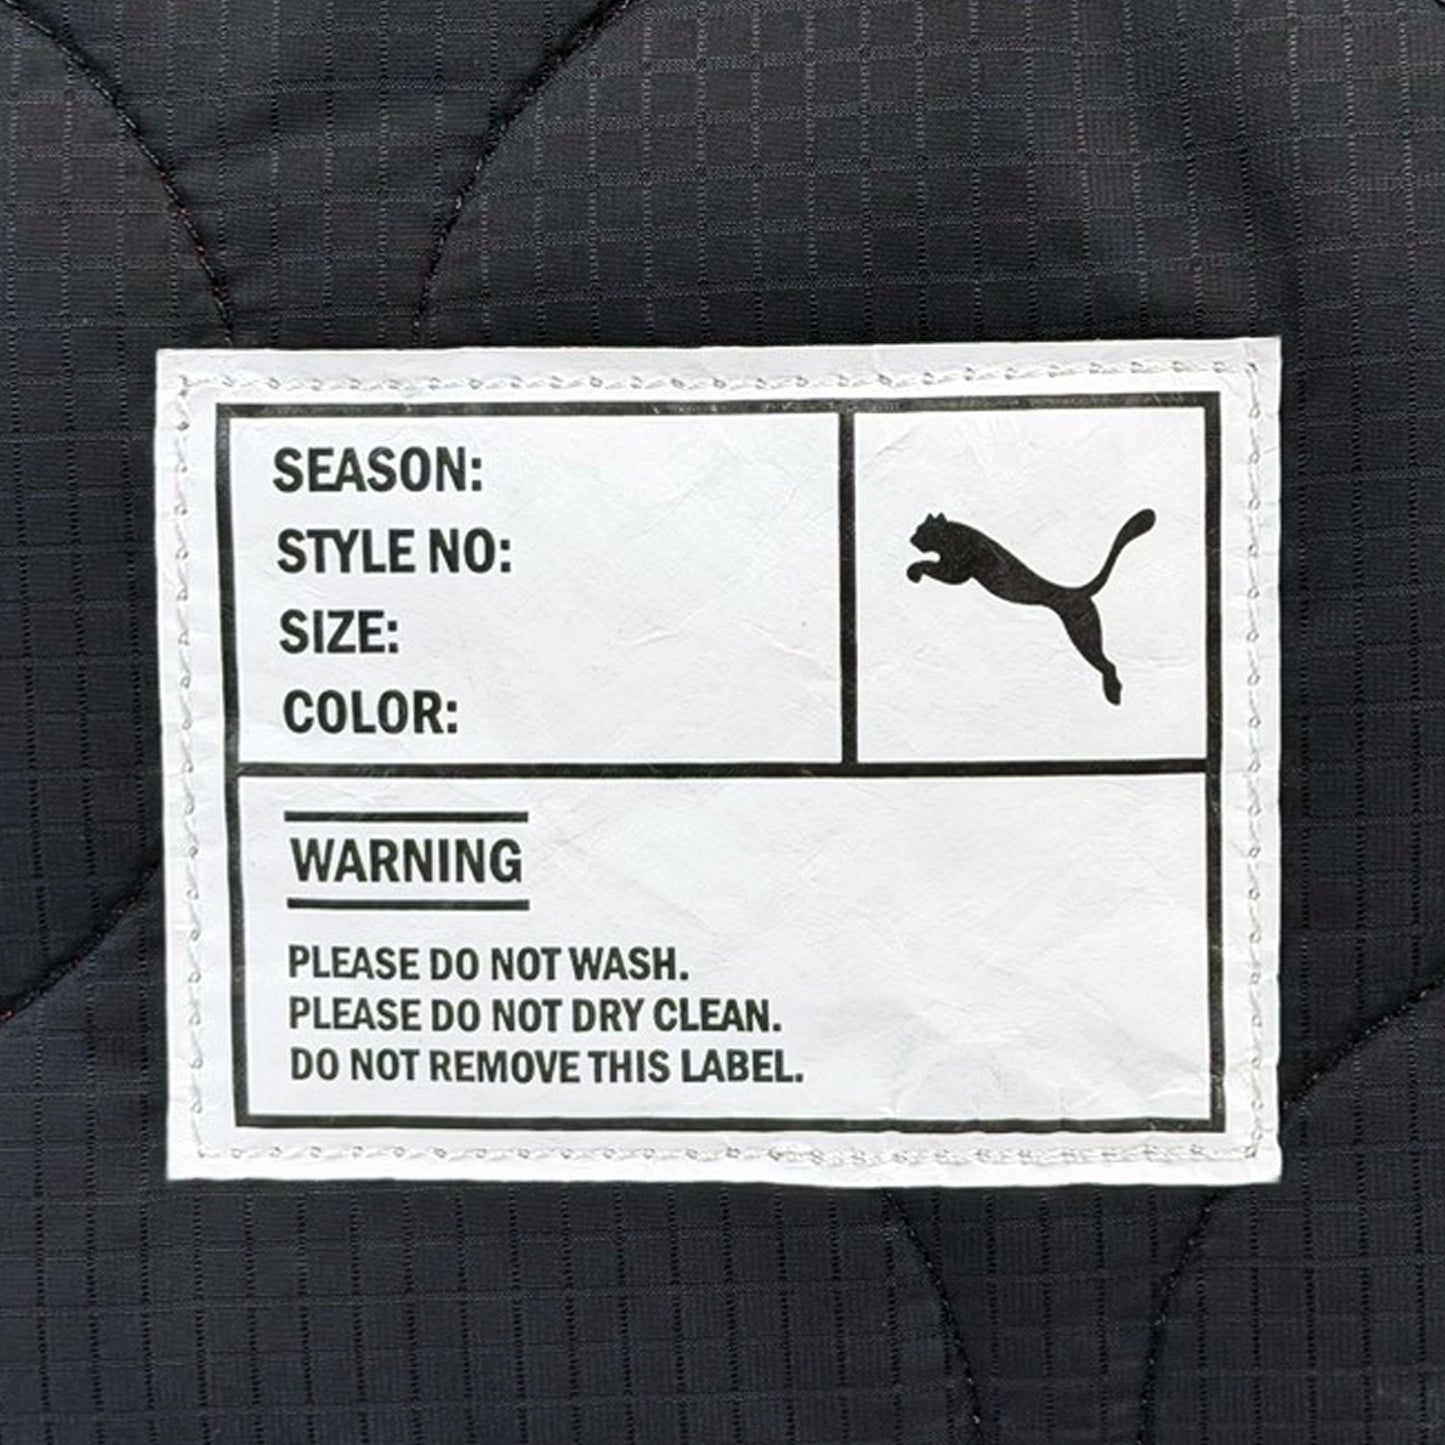 SEASON:
STYLE NO:
SIZE:
COLOR:
WARNING
PLEASE DO NOT WASH.
PLEASE DO NOT DRY CLEAN.
DO NOT REMOVE THIS LABEL.